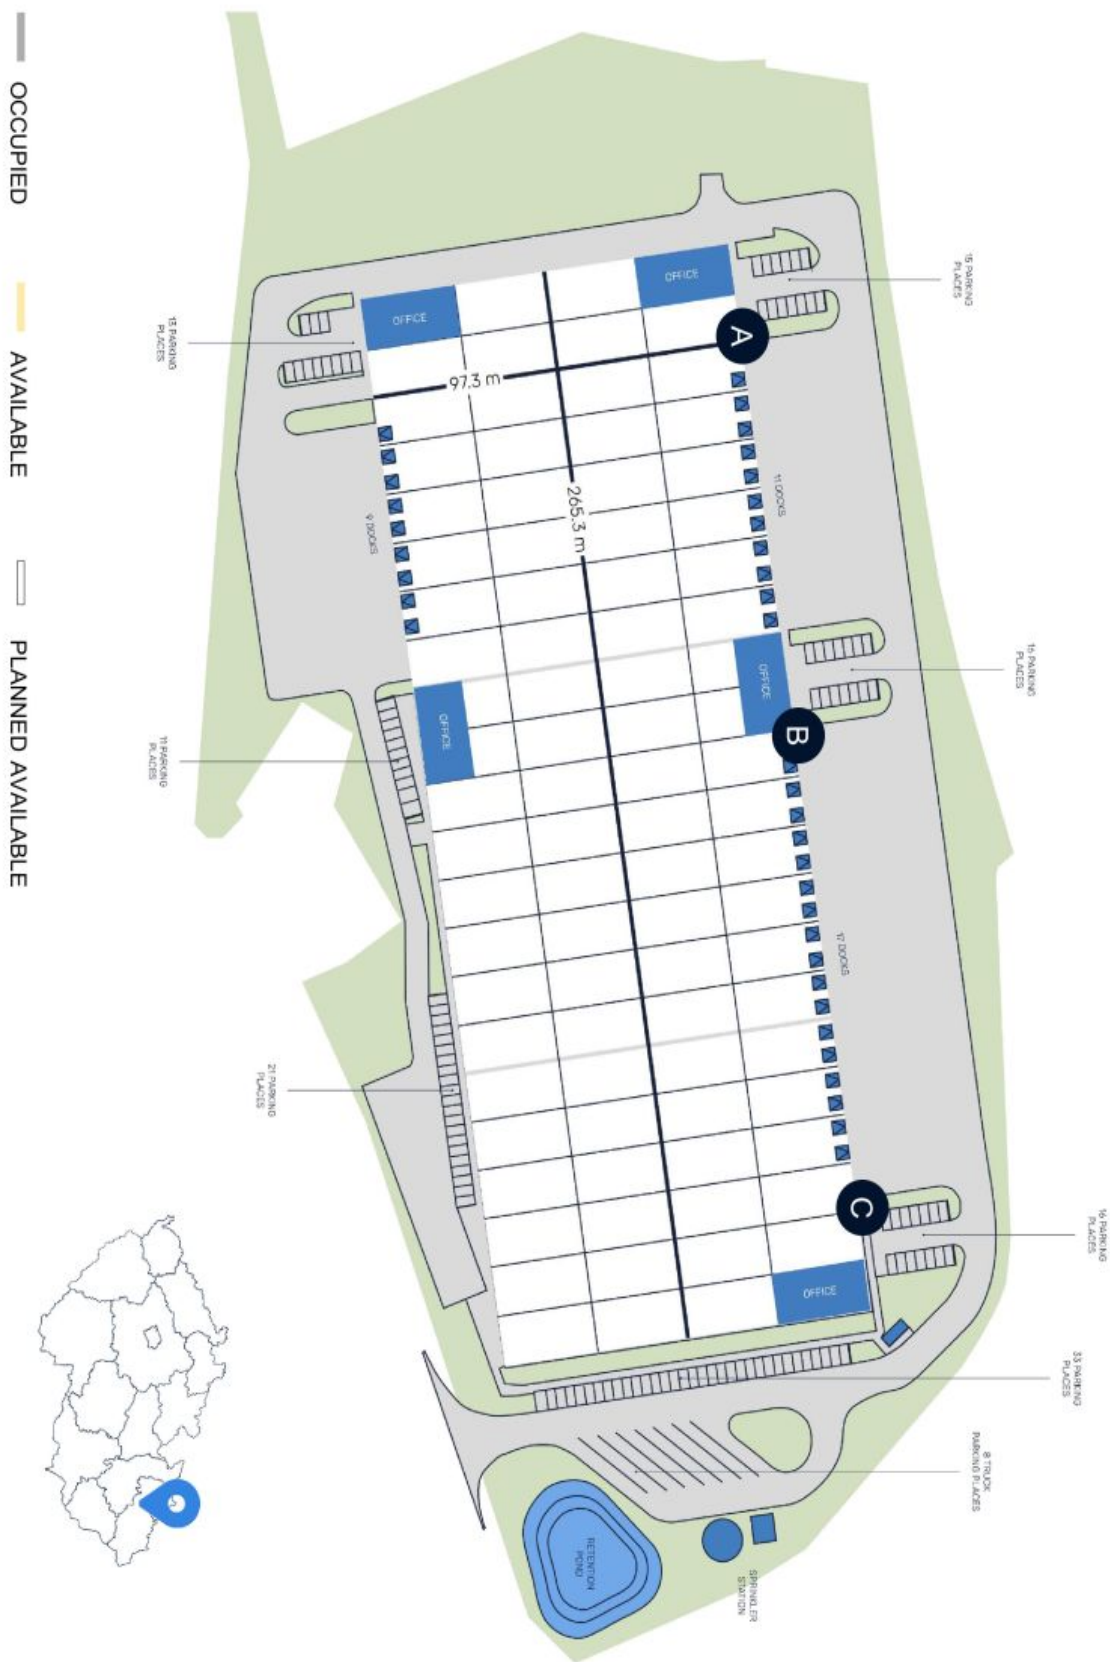 OCCUPIED
AVAILABLE
PLANNED AVAILABLE
15 PARKING
PLACES
OFFICE
A
OFFICE
13 PARKING
PLACES
97.3 m
11 DOCKS
265.3 m
9 DOCKS
15 PARKING
PLACES
OFFICE
B
OFFICE
11 PARKING
PLACES
17 DOCKS
21 PARKING
PLACES
16 PARKING
PLACES
C
OFFICE
33 PARKING
PLACES
8 TRUCK
PARKING PLACES
RETENTION
POND
SPRINKLER
STATION